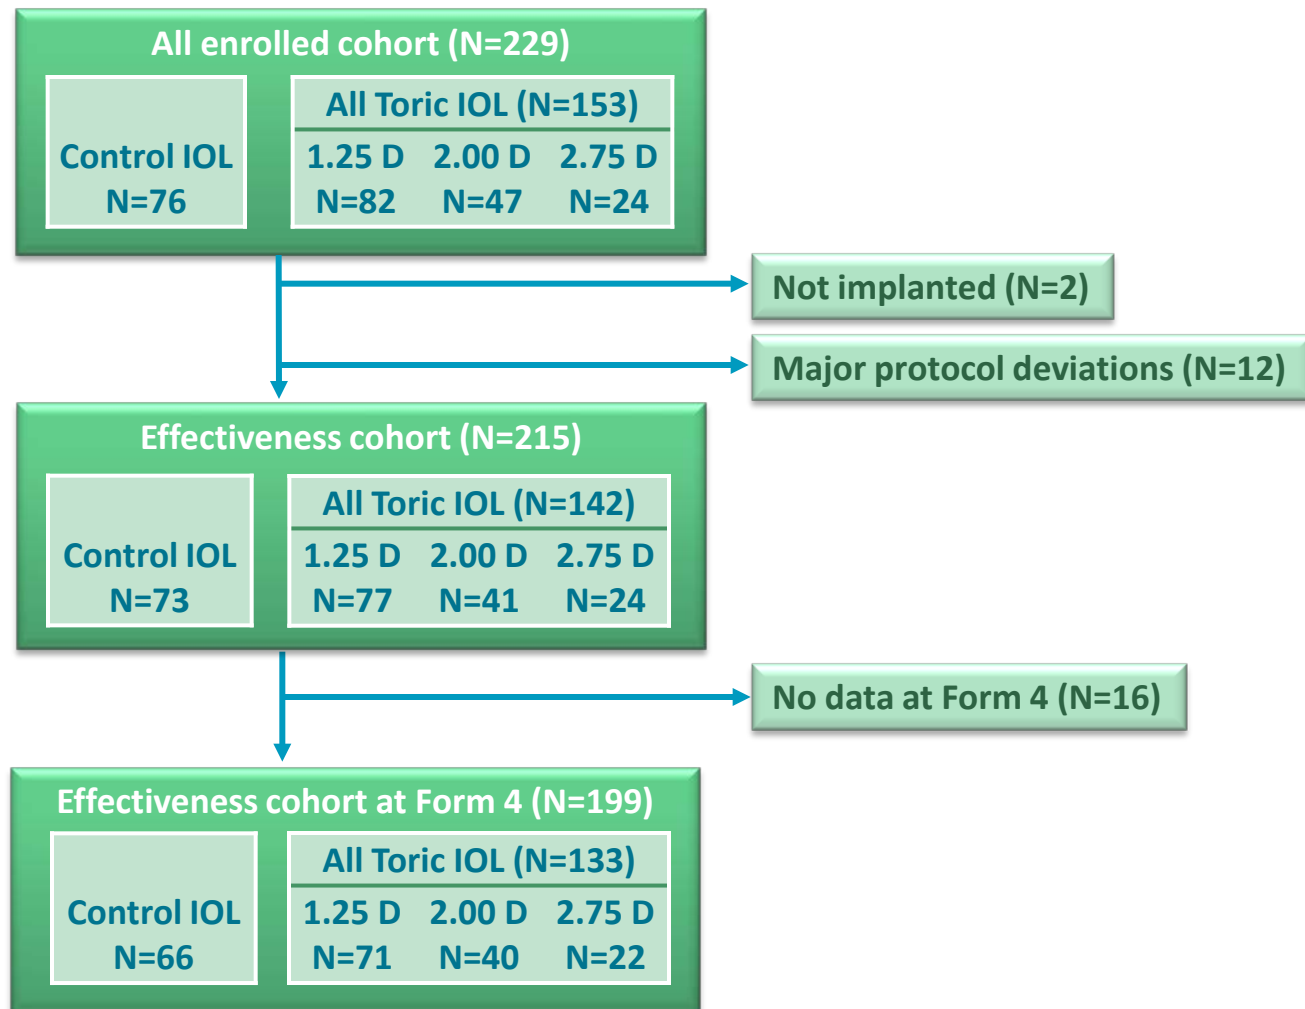 All enrolled cohort (N=229)
Control IOL
N=76
All Toric IOL (N=153)
1.25 D 2.00 D 2.75 D
N=82 N=47 N=24
Not implanted (N=2)
Major protocol deviations (N=12)
Effectiveness cohort (N=215)
Control IOL
N=73
All Toric IOL (N=142)
1.25 D 2.00 D 2.75 D
N=77 N=41 N=24
No data at Form 4 (N=16)
Effectiveness cohort at Form 4 (N=199)
Control IOL
N=66
All Toric IOL (N=133)
1.25 D 2.00 D 2.75 D
N=71 N=40 N=22